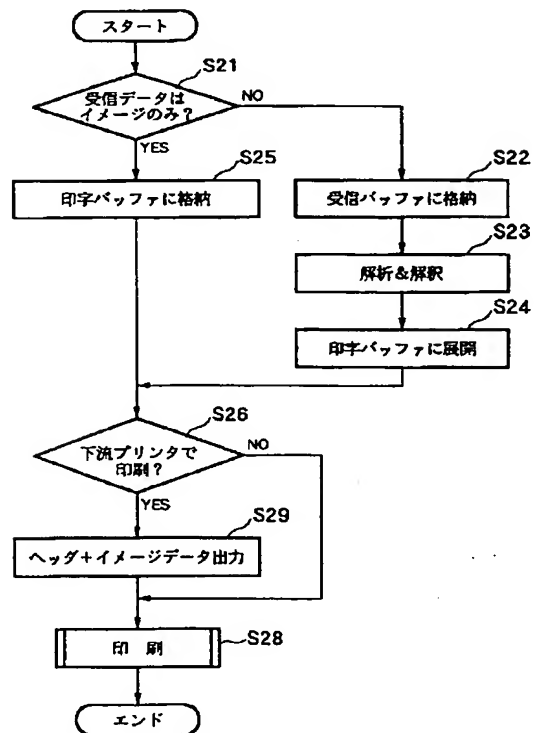 スタート
S21
受信データは
イメージのみ?
NO
YES
S25
印字バッファに格納
S22
受信バッファに格納
S23
解析&解釈
S24
印字バッファに展開
S26
下流プリンタで
印刷?
NO
YES
S29
ヘッダ+イメージデータ出力
印 刷
S28
エンド